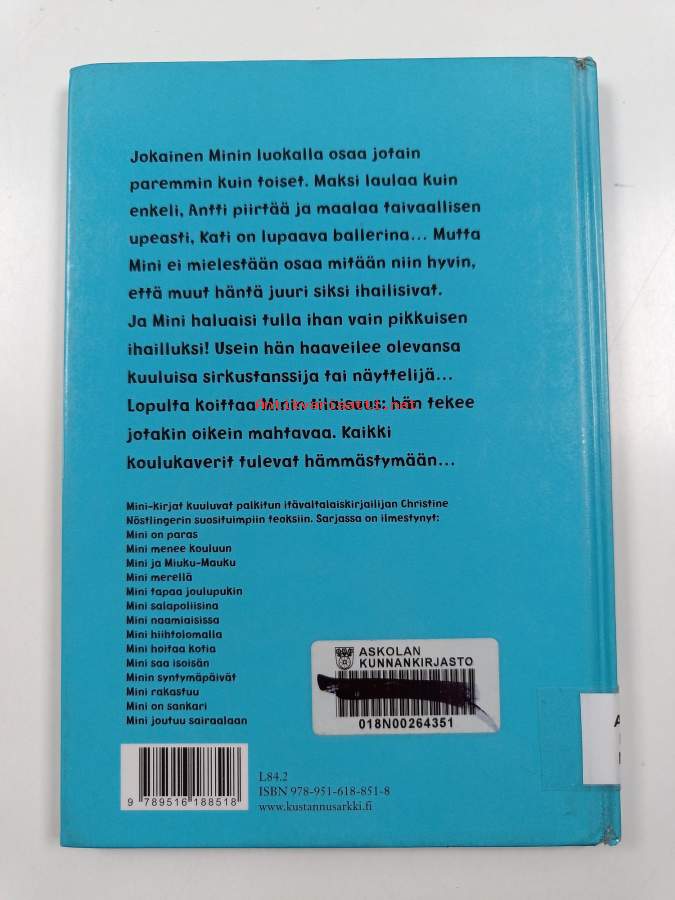 Jokainen Minin luokalla osaa jotain
paremmin kuin toiset. Maksi laulaa kuin
enkeli, Antti piirtää ja maalaa taivaallisen
upeasti, Kati on lupaava ballerina... Mutta
Mini ei mielestään osaa mitään niin hyvin,
että muut häntä juuri siksi ihailisivat.
Ja Mini haluaisi tulla ihan vain pikkuisen
ihailluksi! Usein hän haaveilee olevansa
kuuluisa sirkustanssija tai näyttelijä...
Lopulta koittaa Minin tilaisuus: hän tekee
jotakin oikein mahtavaa. Kaikki
koulukaverit tulevat hämmästymään...
Mini-kirjat kuuluvat palkitun itävaltalaiskirjailijan Christine
Nöstlingerin suosituimpiin teoksiin. Sarjassa on ilmestynyt:
Mini on paras
Mini menee kouluun
Mini ja Miuku-Mauku
Mini merellä
Mini tapaa joulupukin
Mini salapoliisina
Mini naamiaisissa
Mini hiihtolomalla
Mini hoitaa kotia
Mini saa isoisän
Minin syntymäpäivät
Mini rakastuu
Mini on sankari
Mini joutuu sairaalaan
ASKOLAN
KUNNANKIRJASTO
018N00264351
L84.2
ISBN 978-951-618-851-8
www.kustannusarkki.fi
9 789516 188518